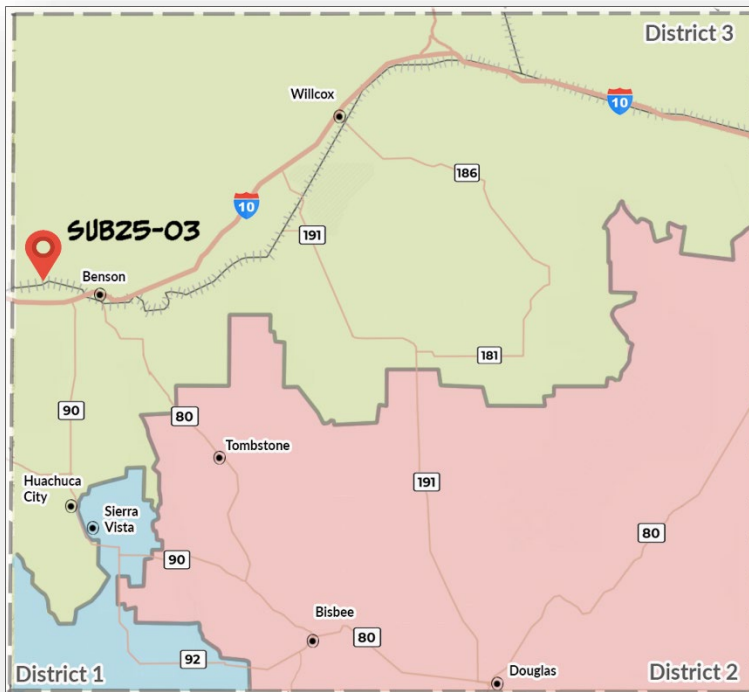 District 3
Willcox
10
186
10
SUB25-03
191
Benson
181
90
80
Tombstone
191
Huachuca
City
Sierra
Vista
80
90
Bisbee
80
92
District 1
Douglas
District 2